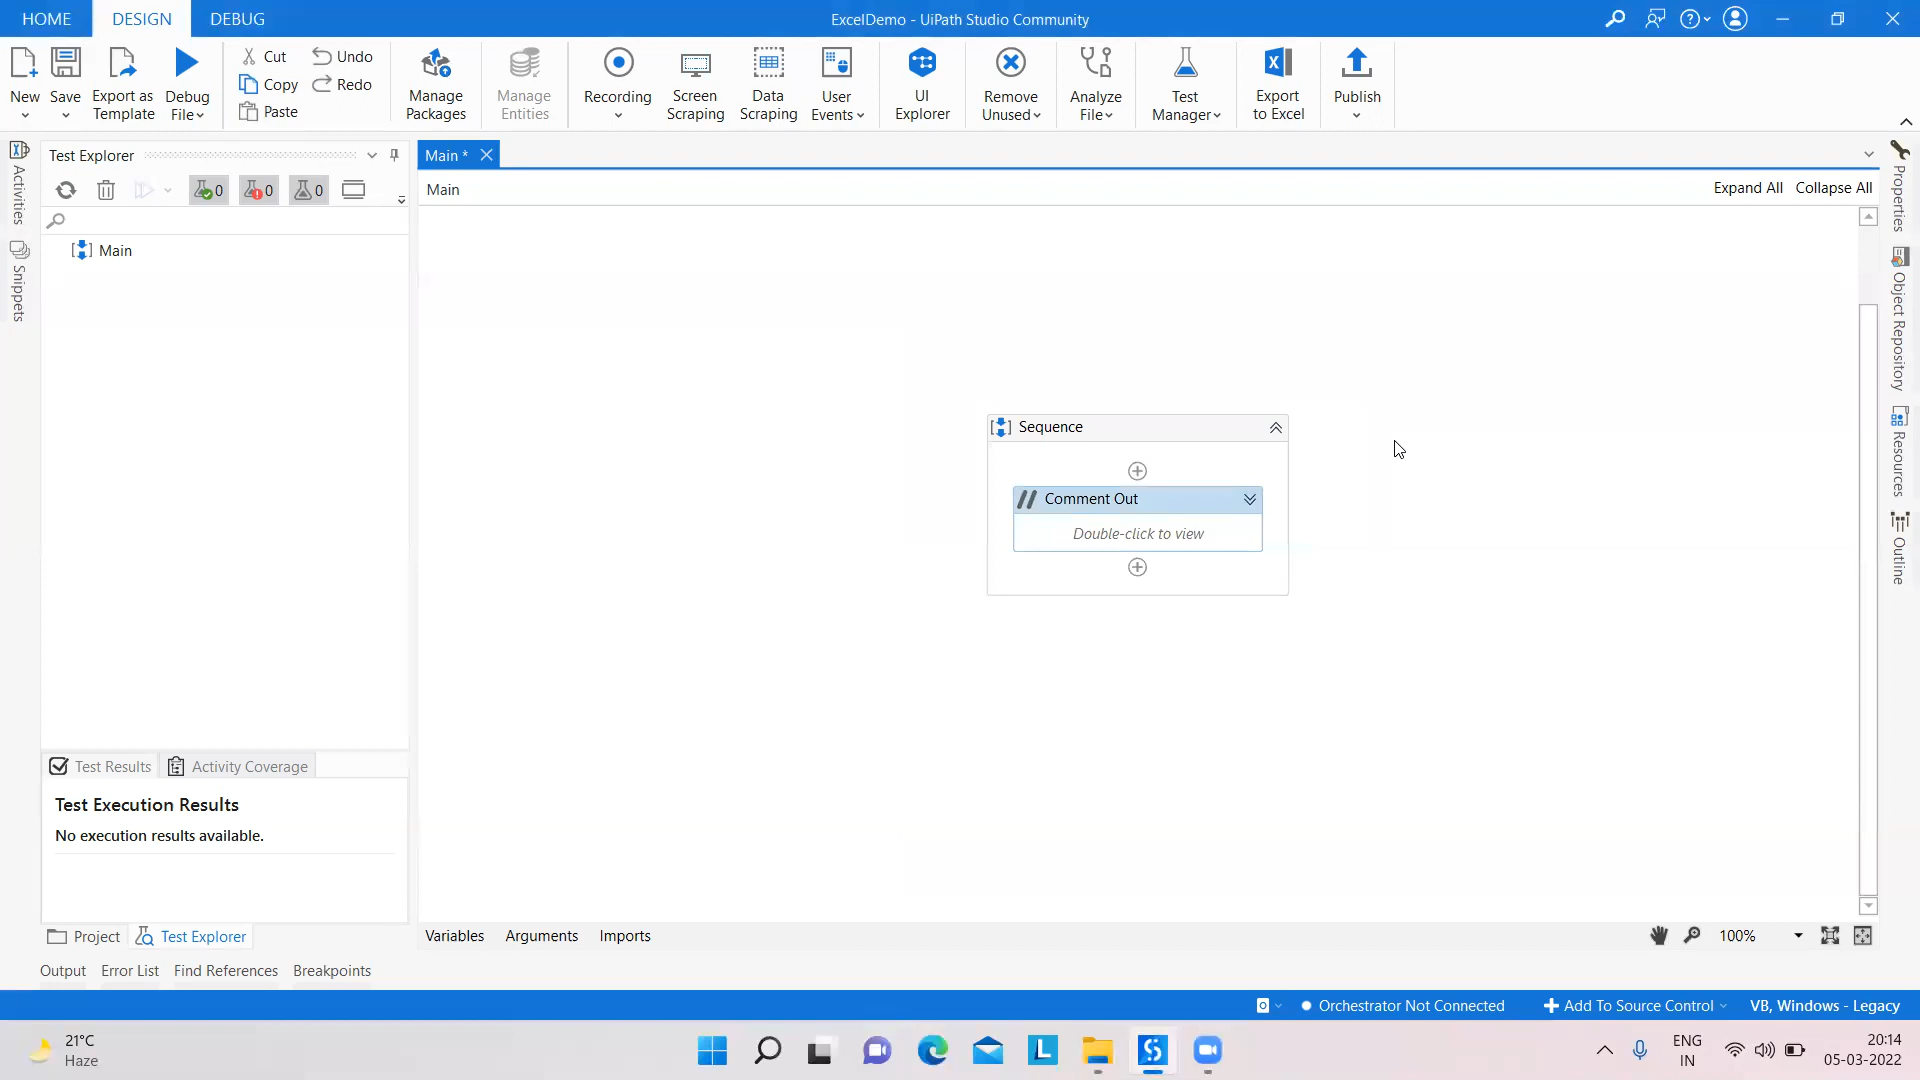 HOME DESIGN DEBUG
ExcelDemo - UiPath Studio Community
New
Save
Export as
Template
Debug
File
Cut
Copy
Paste
Undo
Redo
Manage
Packages
Manage
Entities
Recording
Screen
Scraping
Data
Scraping
User
Events
UI
Explorer
Remove
Unused
Analyze
File
Test
Manager
Export
to Excel
Publish
Activities
Snippets
Test Explorer
0 0 0
Main
Main *
Main
Expand All Collapse All
Sequence
Comment Out
Double-click to view
Properties
Object Repository
Resources
Outline
Test Results Activity Coverage
Test Execution Results
No execution results available.
Project Test Explorer
Variables Arguments Imports
100%
Output Error List Find References Breakpoints
Orchestrator Not Connected
Add To Source Control
VB, Windows - Legacy
21°C
Haze
ENG
IN
20:14
05-03-2022